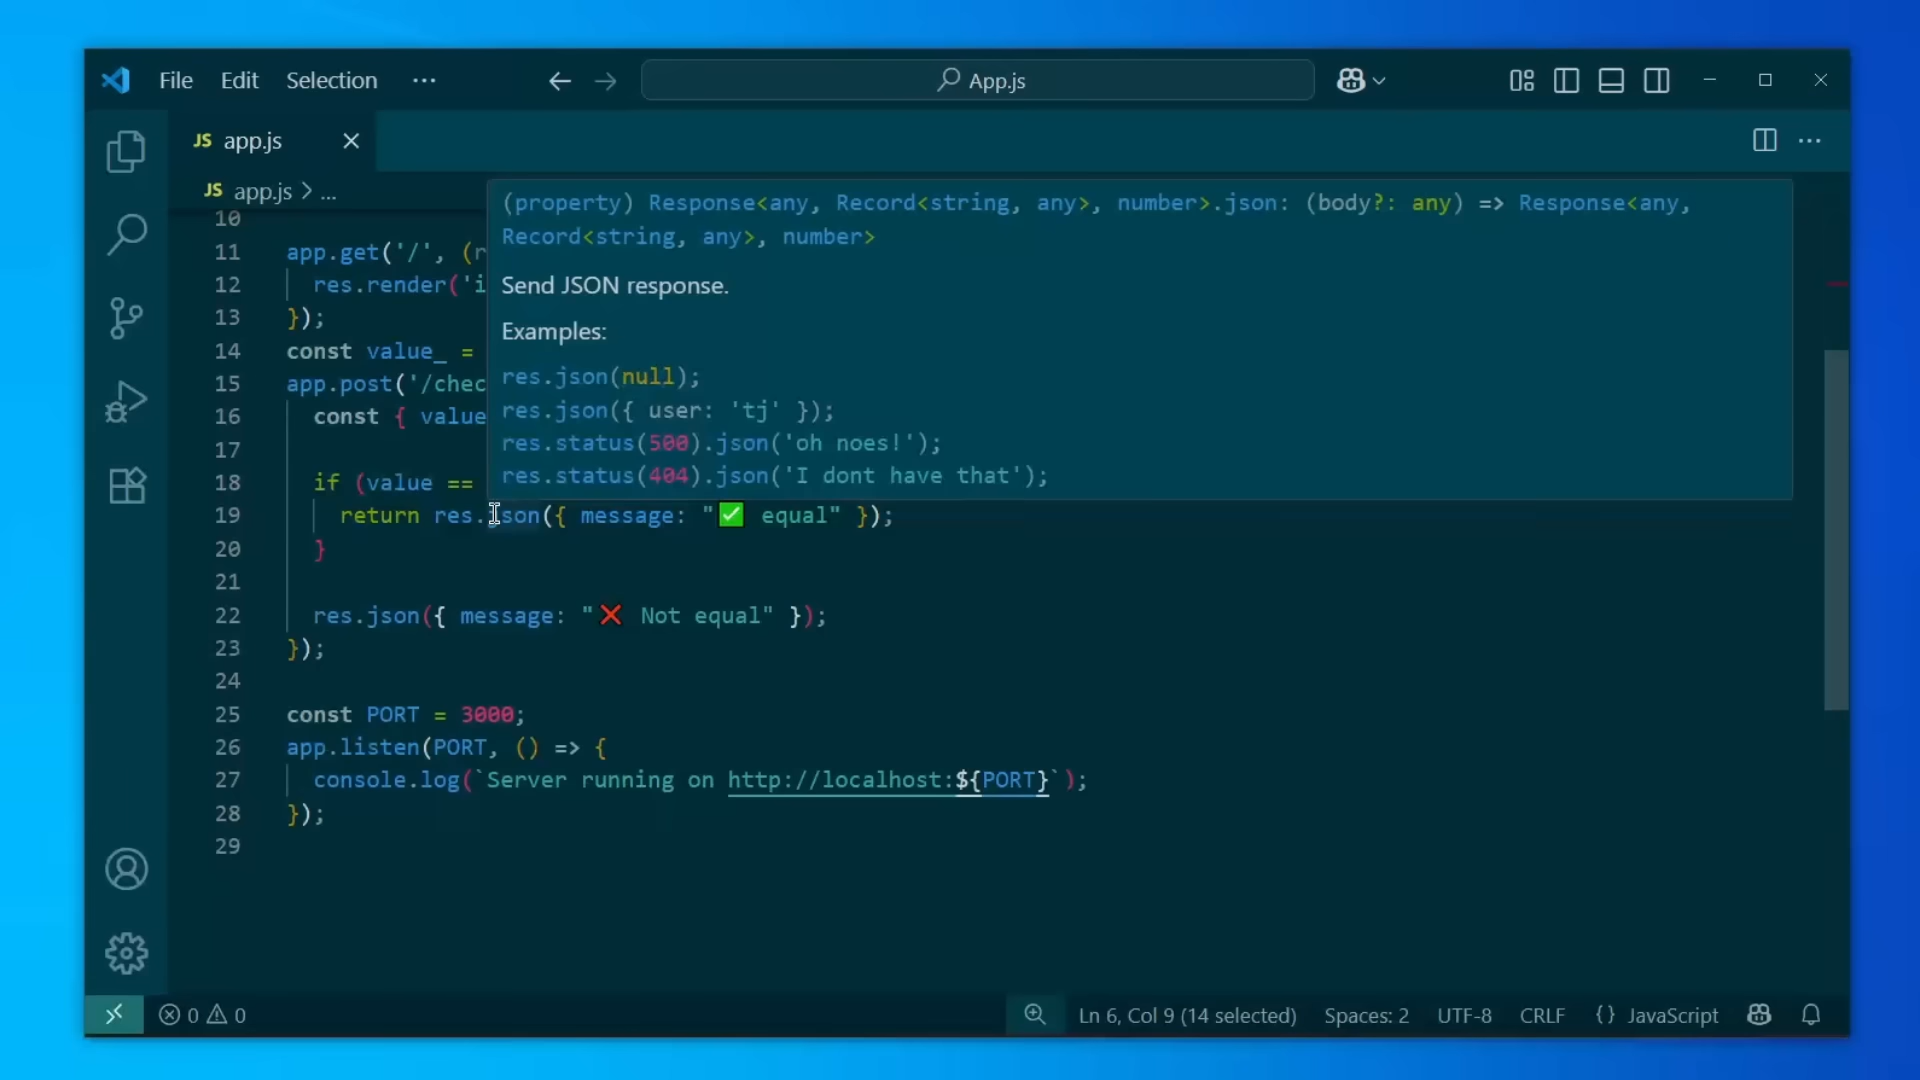 File Edit Selection ··· App.js
JS app.js
JS app.js > ...
(property) Response<any, Record<string, any>, number>.json: (body?: any) => Response<any,
Record<string, any>, number>
Send JSON response.
Examples:
res.json(null);
res.json({ user: 'tj' });
res.status(500).json('oh noes!');
res.status(404).json('I dont have that');
10
11 app.get('/', (r
12 res.render('i
13 });
14 const value_ =
15 app.post('/chec
16 const { value
17
18 if (value ==
19 return res.json({ message: "✅ equal" });
20 }
21
22 res.json({ message: "❌ Not equal" });
23 });
24
25 const PORT = 3000;
26 app.listen(PORT, () => {
27 console.log(`Server running on http://localhost:${PORT}`);
28 });
29
0 0 Ln 6, Col 9 (14 selected) Spaces: 2 UTF-8 CRLF {} JavaScript